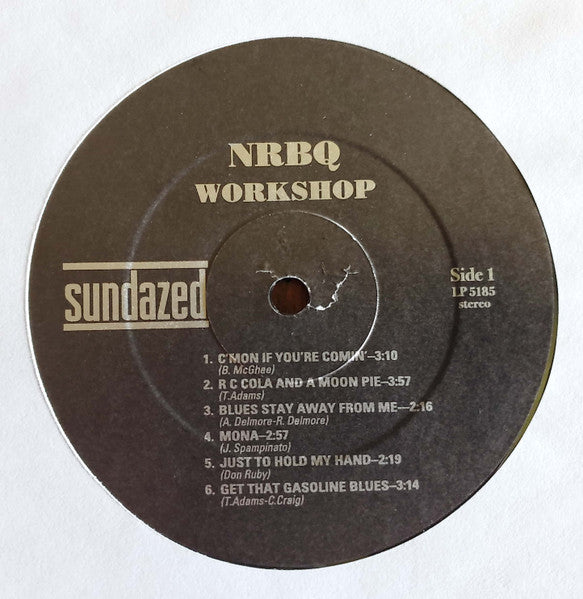 NRBQ
WORKSHOP
sundazed
Side 1
LP 5185
stereo
1. C'MON IF YOU'RE COMIN'–3:10
(B. McGhee)
2. R C COLA AND A MOON PIE–3:57
(T.Adams)
3. BLUES STAY AWAY FROM ME–2:16
(A. Delmore-R. Delmore)
4. MONA–2:57
(J. Spampinato)
5. JUST TO HOLD MY HAND–2:19
(Don Ruby)
6. GET THAT GASOLINE BLUES–3:14
(T.Adams-C.Craig)